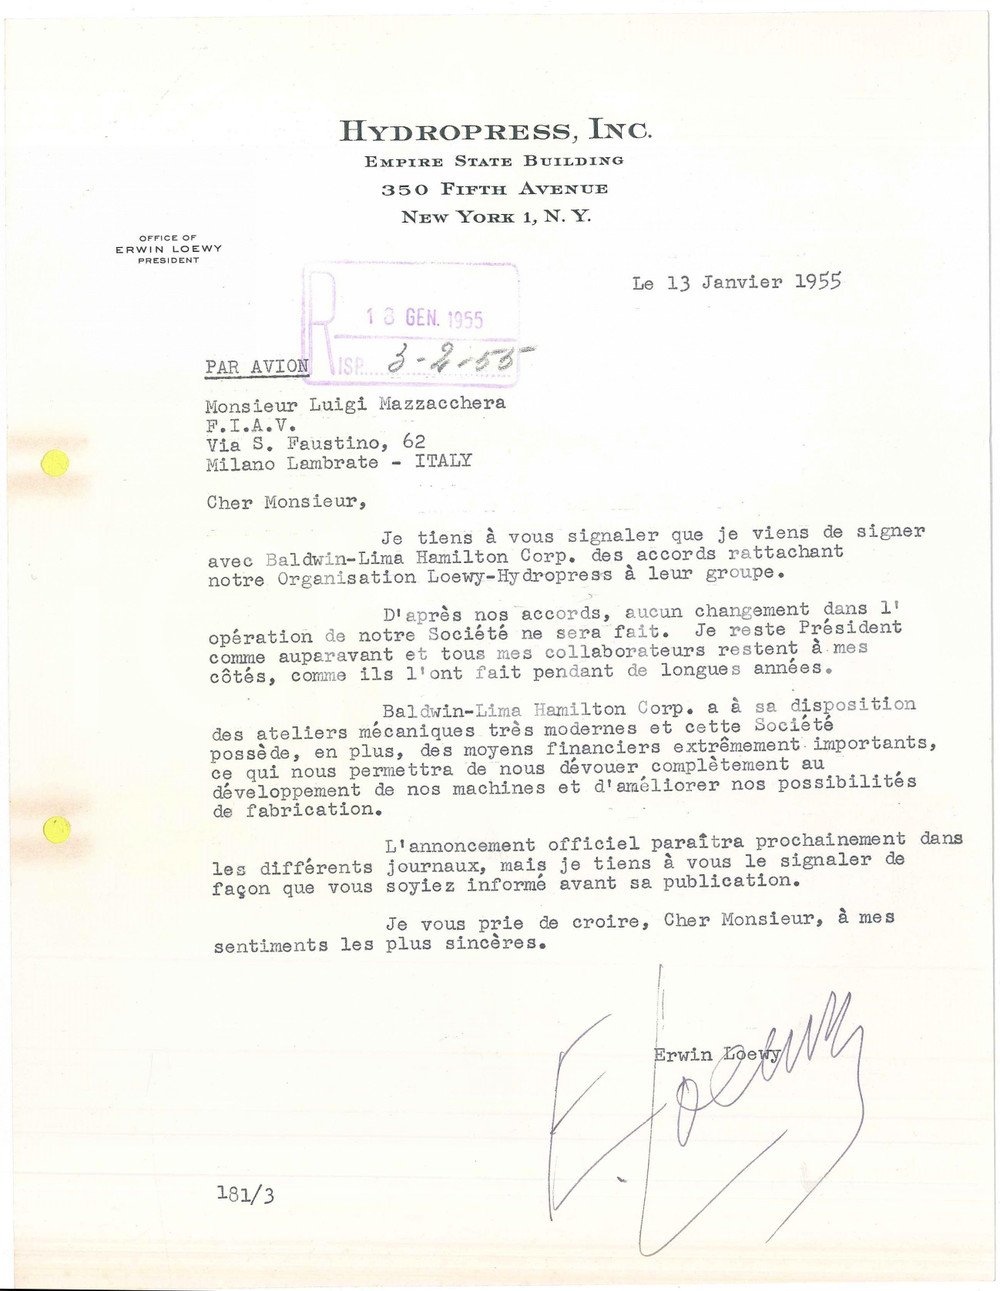 HYDROPRESS, INC.
EMPIRE STATE BUILDING
350 FIFTH AVENUE
NEW YORK 1, N. Y.
OFFICE OF
ERWIN LOEWY
PRESIDENT
Le 13 Janvier 1955
R
18 GEN. 1955
ISP. 3-2-55
PAR AVION
Monsieur Luigi Mazzacchera
F.I.A.V.
Via S. Faustino, 62
Milano Lambrate - ITALY
Cher Monsieur,
Je tiens à vous signaler que je viens de signer
avec Baldwin-Lima Hamilton Corp. des accords rattachant
notre Organisation Loewy-Hydropress à leur groupe.
D'après nos accords, aucun changement dans l'
opération de notre Société ne sera fait. Je reste Président
comme auparavant et tous mes collaborateurs restent à mes
côtés, comme ils l'ont fait pendant de longues années.
Baldwin-Lima Hamilton Corp. a à sa disposition
des ateliers mécaniques très modernes et cette Société
possède, en plus, des moyens financiers extrêmement importants,
ce qui nous permettra de nous dévouer complètement au
développement de nos machines et d'améliorer nos possibilités
de fabrication.
L'annoncement officiel paraîtra prochainement dans
les différents journaux, mais je tiens à vous le signaler de
façon que vous soyiez informé avant sa publication.
Je vous prie de croire, Cher Monsieur, à mes
sentiments les plus sincères.
Erwin Loewy
E. Loewy
181/3